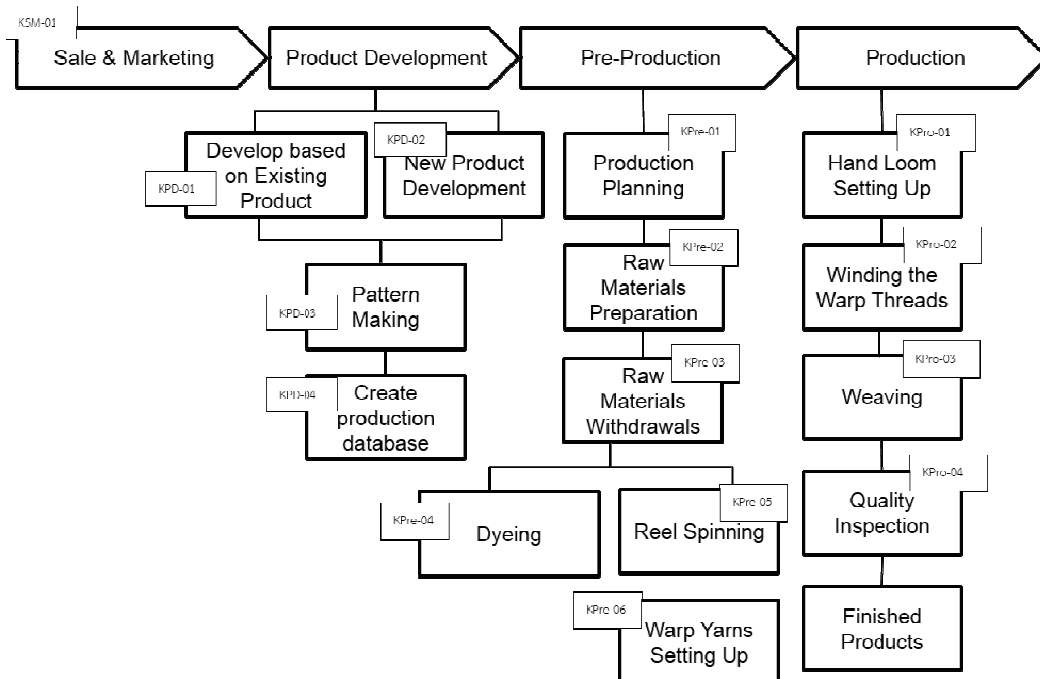 KSM-01
Sale & Marketing
Product Development
Pre-Production
Production
KPD-01
Develop based
on Existing
Product
KPD-02
New Product
Development
KPD-03
Pattern
Making
KPD-04
Create
production
database
KPre-01
Production
Planning
KPre-02
Raw
Materials
Preparation
KPre-03
Raw
Materials
Withdrawals
KPre-04
Dyeing
KPre-05
Reel Spinning
KPre-06
Warp Yarns
Setting Up
KPro-01
Hand Loom
Setting Up
KPro-02
Winding the
Warp Threads
KPro-03
Weaving
KPro-04
Quality
Inspection
Finished
Products